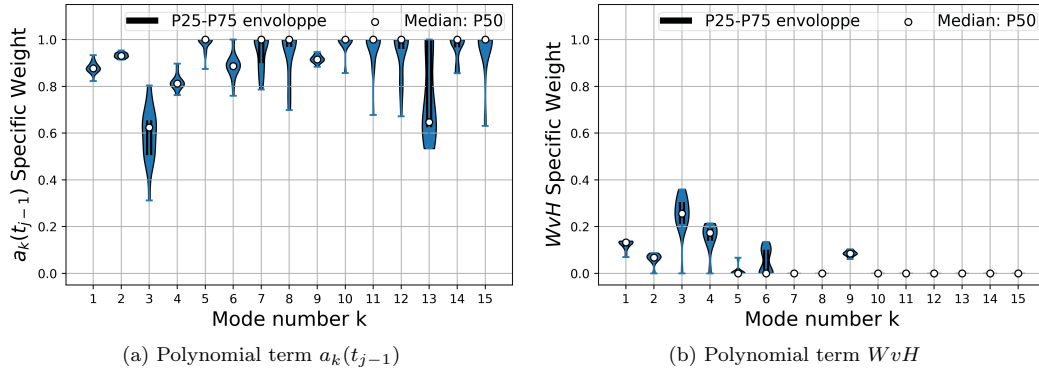 P25-P75 enveloppe Median: P50
1.0
0.8
0.6
0.4
0.2
0.0
a_k(t_{j−1}) Specific Weight
1 2 3 4 5 6 7 8 9 10 11 12 13 14 15
Mode number k
(a) Polynomial term a_k(t_{j−1})
P25-P75 enveloppe Median: P50
1.0
0.8
0.6
0.4
0.2
0.0
WvH Specific Weight
1 2 3 4 5 6 7 8 9 10 11 12 13 14 15
Mode number k
(b) Polynomial term WvH